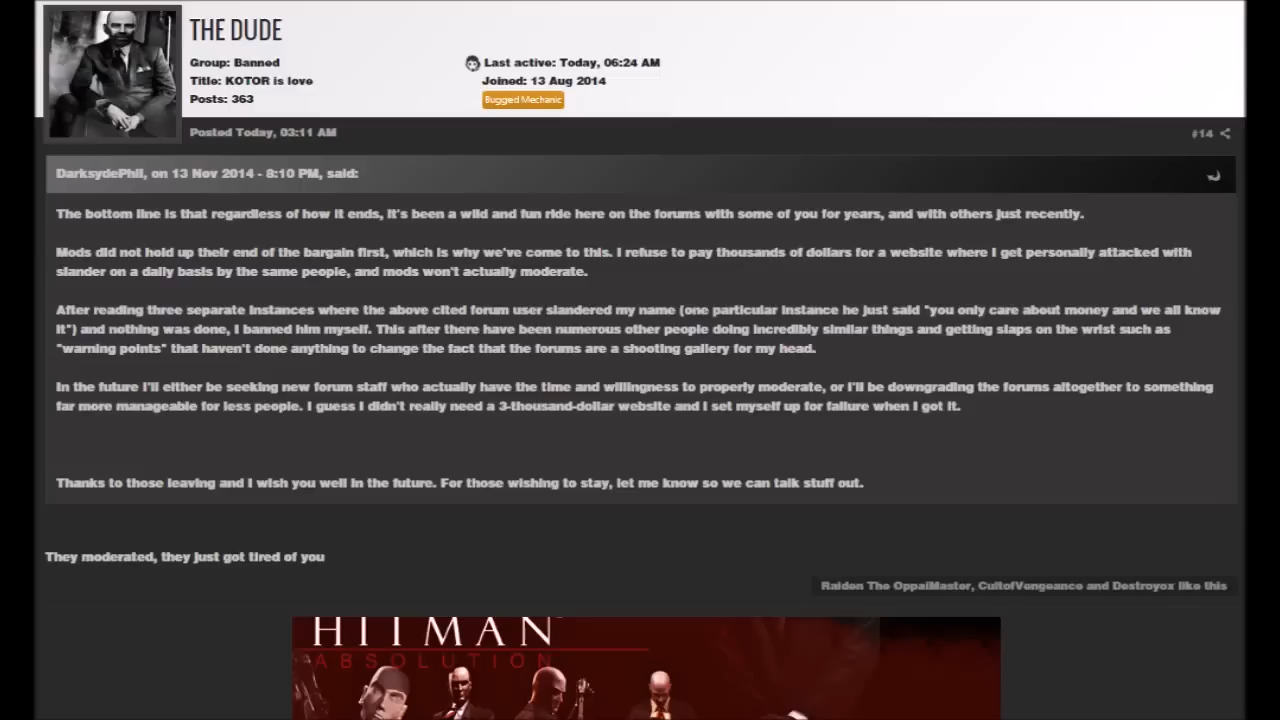 THE DUDE
Group: Banned
Title: KOTOR is love
Posts: 363
Last active: Today, 06:24 AM
Joined: 13 Aug 2014
Bugged Mechanic
Posted Today, 03:11 AM
#14
DarksydePhil, on 13 Nov 2014 - 8:10 PM, said:
The bottom line is that regardless of how it ends, it's been a wild and fun ride here on the forums with some of you for years, and with others just recently.
Mods did not hold up their end of the bargain first, which is why we've come to this. I refuse to pay thousands of dollars for a website where I get personally attacked with
slander on a daily basis by the same people, and mods won't actually moderate.
After reading three separate instances where the above cited forum user slandered my name (one particular instance he just said "you only care about money and we all know
it") and nothing was done, I banned him myself. This after there have been numerous other people doing incredibly similar things and getting slaps on the wrist such as
"warning points" that haven't done anything to change the fact that the forums are a shooting gallery for my head.
In the future I'll either be seeking new forum staff who actually have the time and willingness to properly moderate, or I'll be downgrading the forums altogether to something
far more manageable for less people. I guess I didn't really need a 3-thousand-dollar website and I set myself up for failure when I got it.
Thanks to those leaving and I wish you well in the future. For those wishing to stay, let me know so we can talk stuff out.
They moderated, they just got tired of you
Raiden The OppaiMaster, CultofVengeance and Destroyox like this
HITMAN
ABSOLUTION